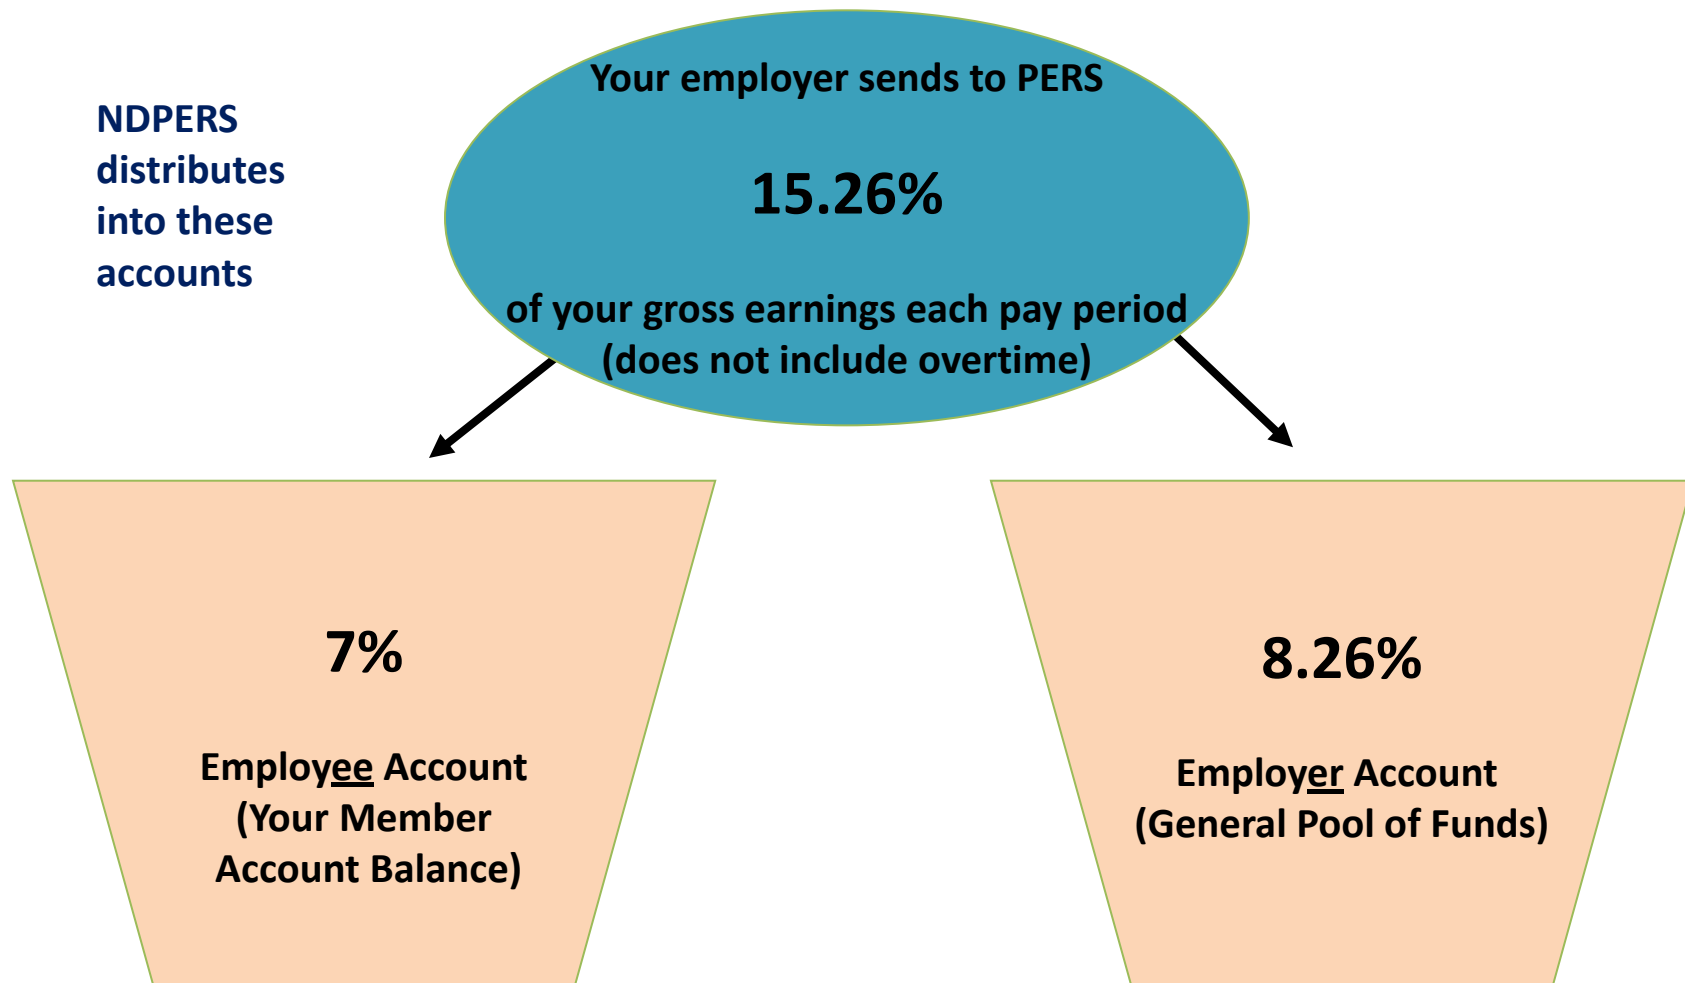 NDPERS
distributes
into these
accounts
Your employer sends to PERS
15.26%
of your gross earnings each pay period
(does not include overtime)
7%
Employee Account
(Your Member
Account Balance)
8.26%
Employer Account
(General Pool of Funds)